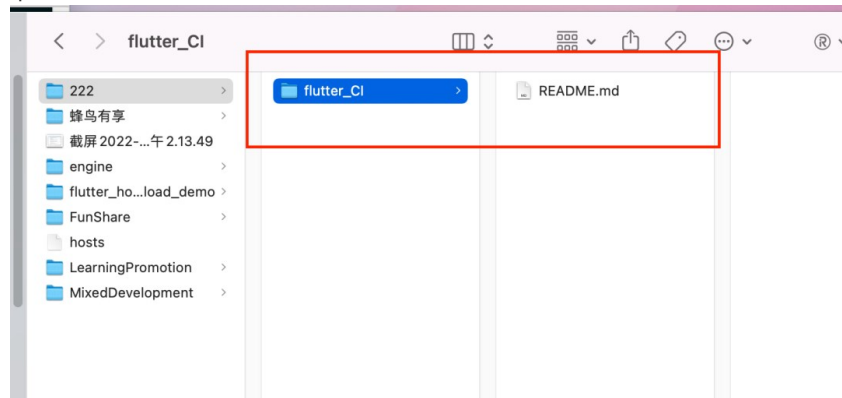 flutter_CI
222
蜂鸟有享
截屏2022-...午2.13.49
engine
flutter_ho...load_demo
FunShare
hosts
LearningPromotion
MixedDevelopment
flutter_CI
README.md